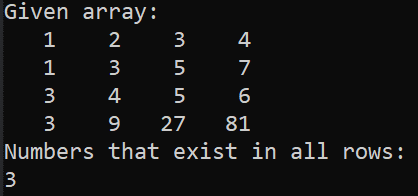 Given array:
1 2 3 4
1 3 5 7
3 4 5 6
3 9 27 81
Numbers that exist in all rows:
3